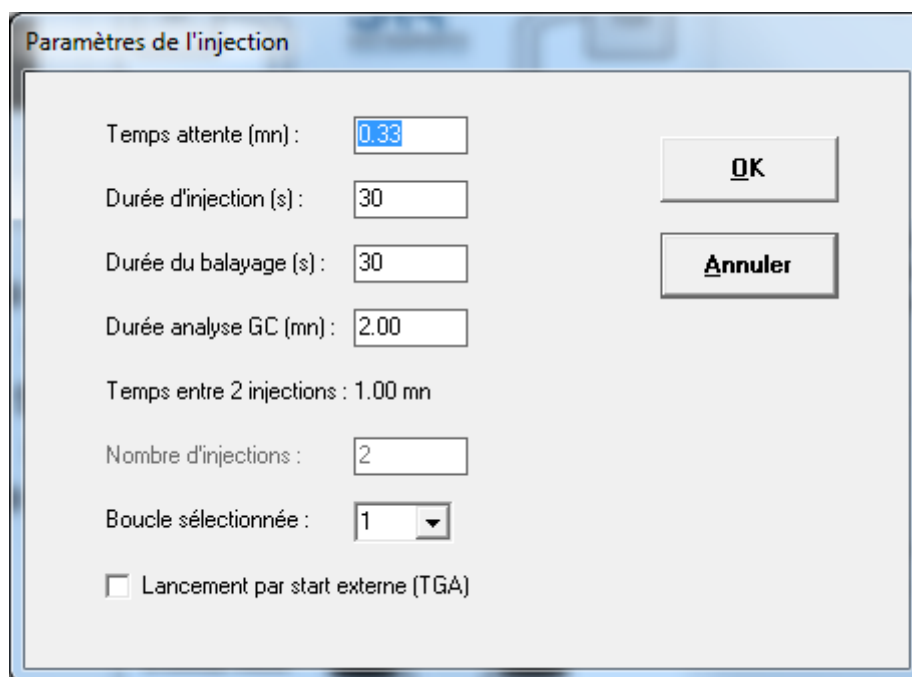 Paramètres de l'injection
Temps attente (mn) : 0.33
OK
Durée d'injection (s) : 30
Durée du balayage (s) : 30
Annuler
Durée analyse GC (mn) : 2.00
Temps entre 2 injections : 1.00 mn
Nombre d'injections : 2
Boucle sélectionnée : 1
Lancement par start externe (TGA)